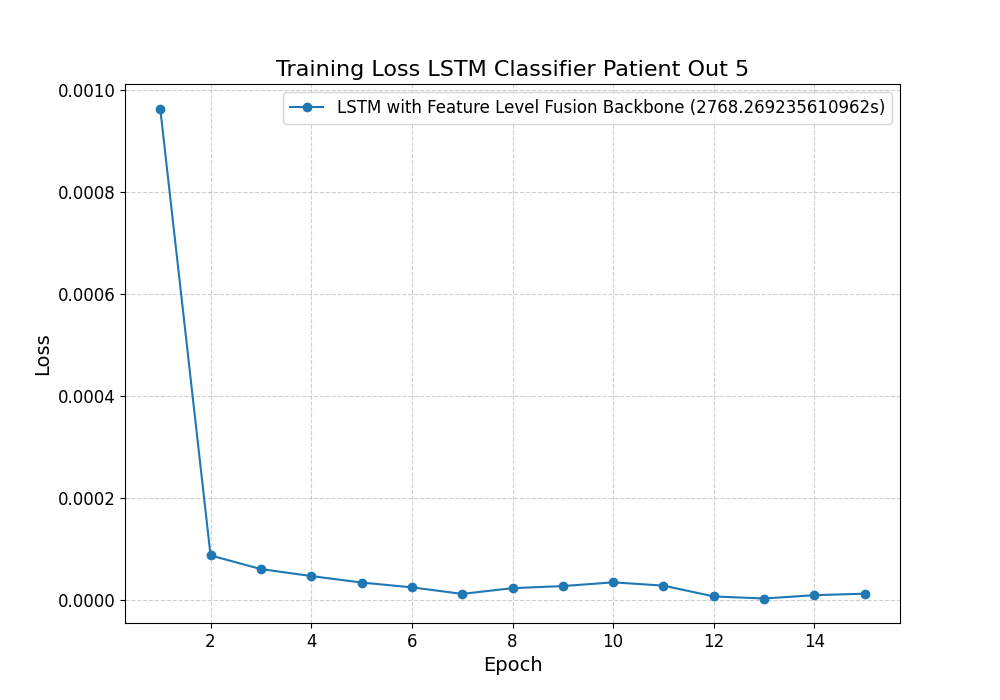 Training Loss LSTM Classifier Patient Out 5
LSTM with Feature Level Fusion Backbone (2768.269235610962s)
0.0010
0.0008
0.0006
0.0004
0.0002
0.0000
Loss
2 4 6 8 10 12 14
Epoch